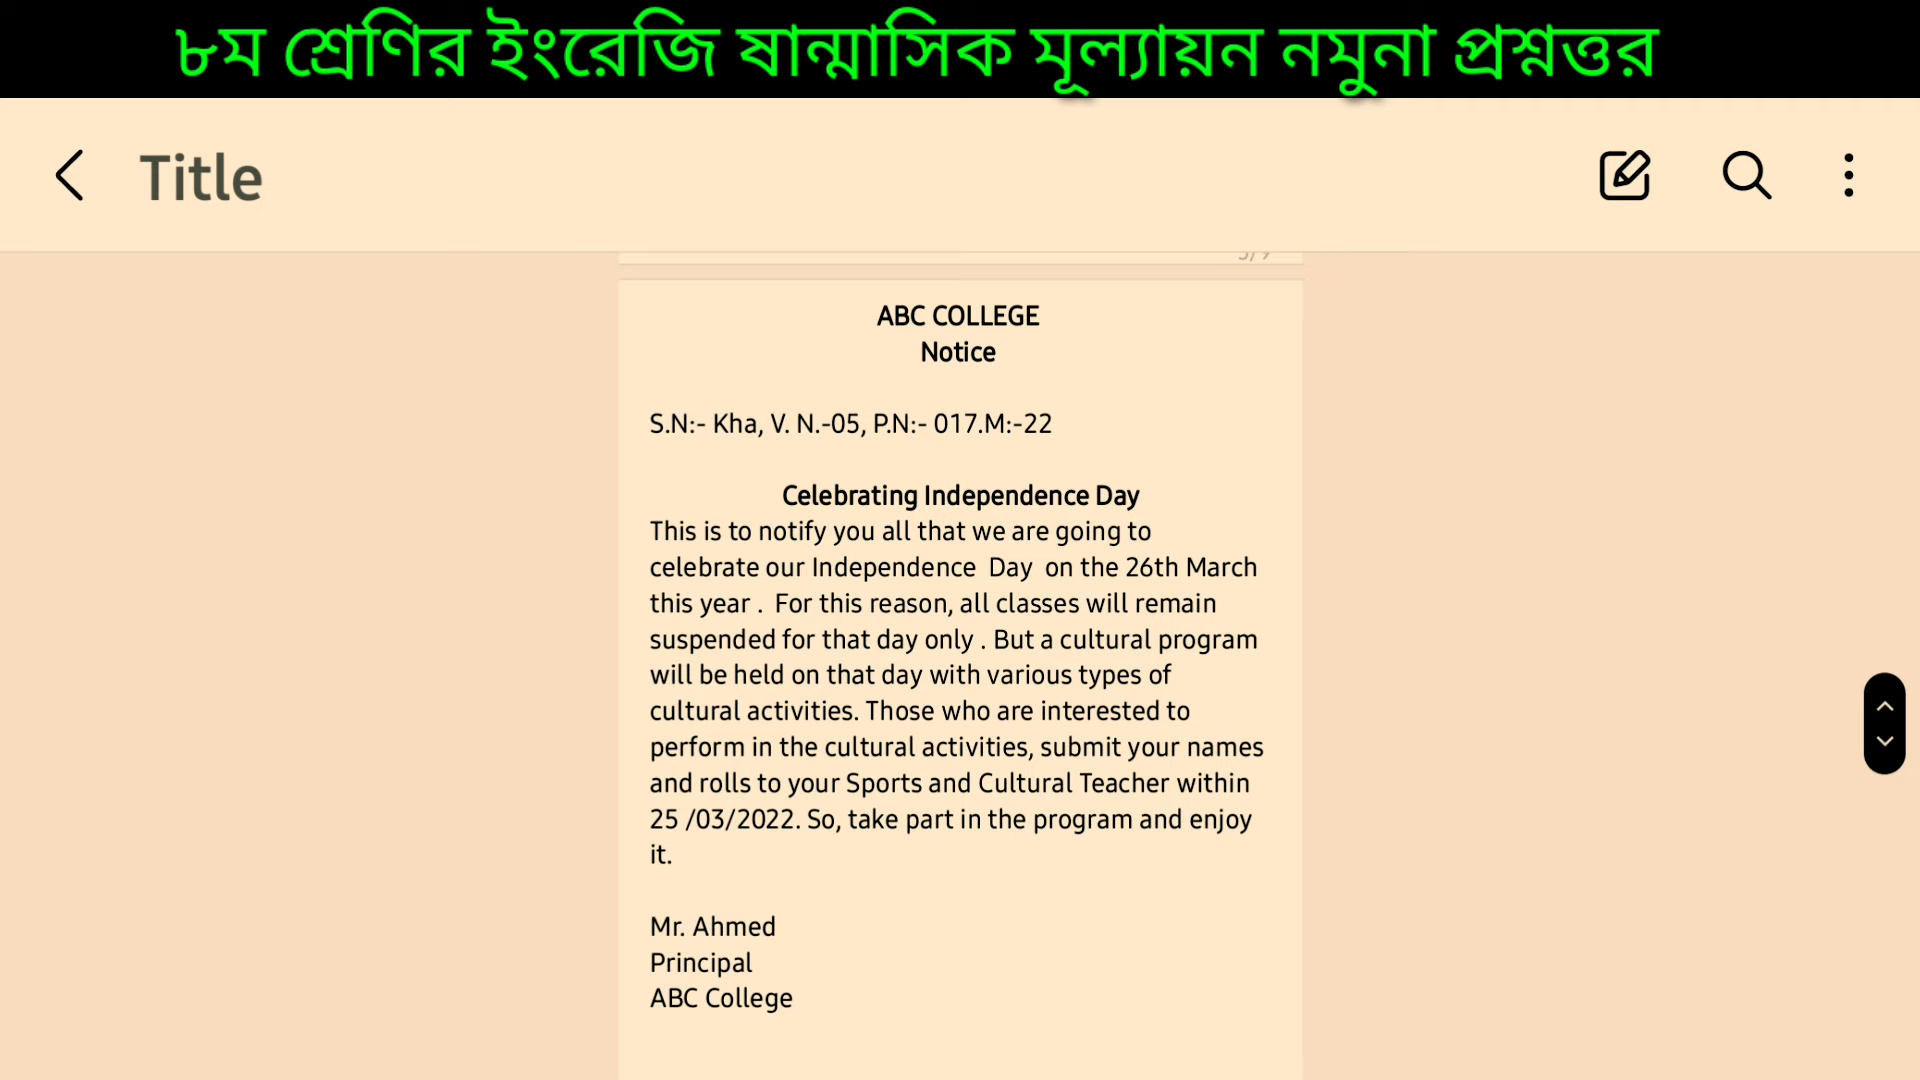 ৮ম শ্রেণির ইংরেজি ষান্মাসিক মূল্যায়ন নমুনা প্রশ্নত্তর
Title
ABC COLLEGE
Notice
S.N:- Kha, V. N.-05, P.N:- 017.M:-22
Celebrating Independence Day
This is to notify you all that we are going to
celebrate our Independence  Day  on the 26th March
this year .  For this reason, all classes will remain
suspended for that day only . But a cultural program
will be held on that day with various types of
cultural activities. Those who are interested to
perform in the cultural activities, submit your names
and rolls to your Sports and Cultural Teacher within
25 /03/2022. So, take part in the program and enjoy
it.
Mr. Ahmed
Principal
ABC College